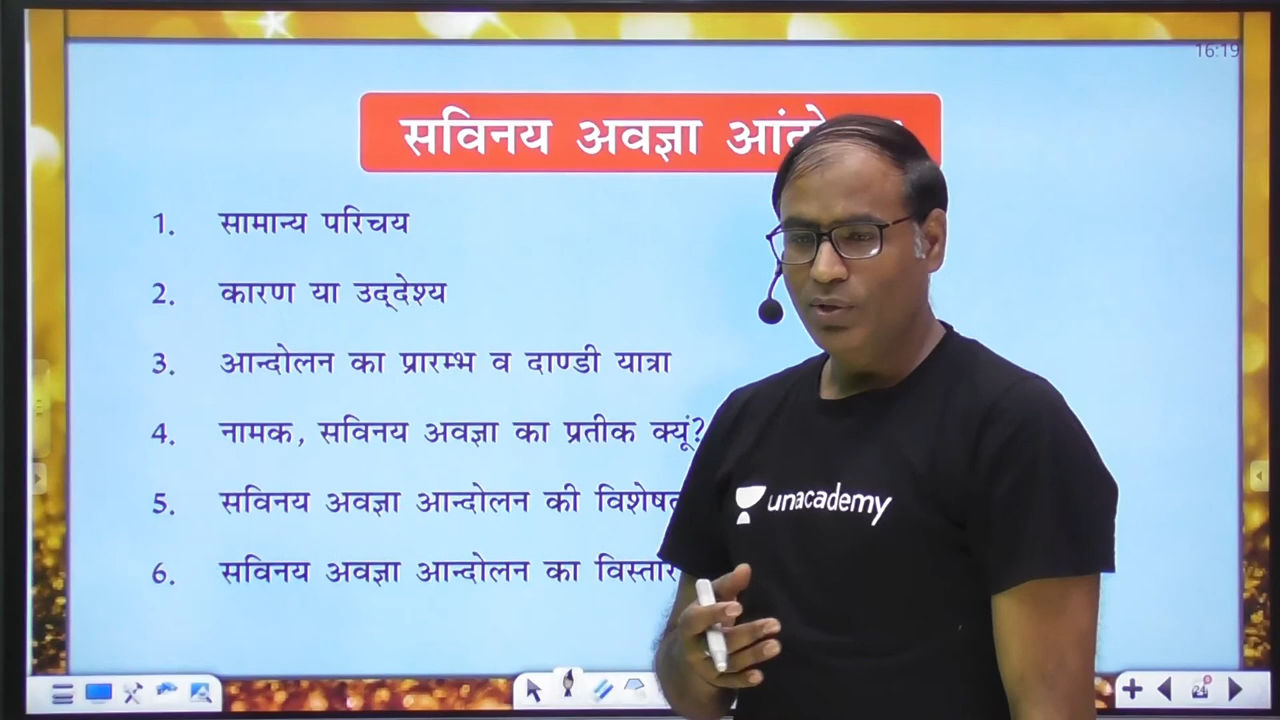 16:19
सविनय अवज्ञा
1. सामान्य परिचय
2. कारण या उद्‌देश्य
3. आन्दोलन का प्रारम्भ व दाण्डी यात्रा
4. नामक, सविनय अवज्ञा का प्रतीक क्यूं?
5. सविनय अवज्ञा आन्दोलन की
6. सविनय अवज्ञा आन्दोलन का विस्तार
unacademy
24